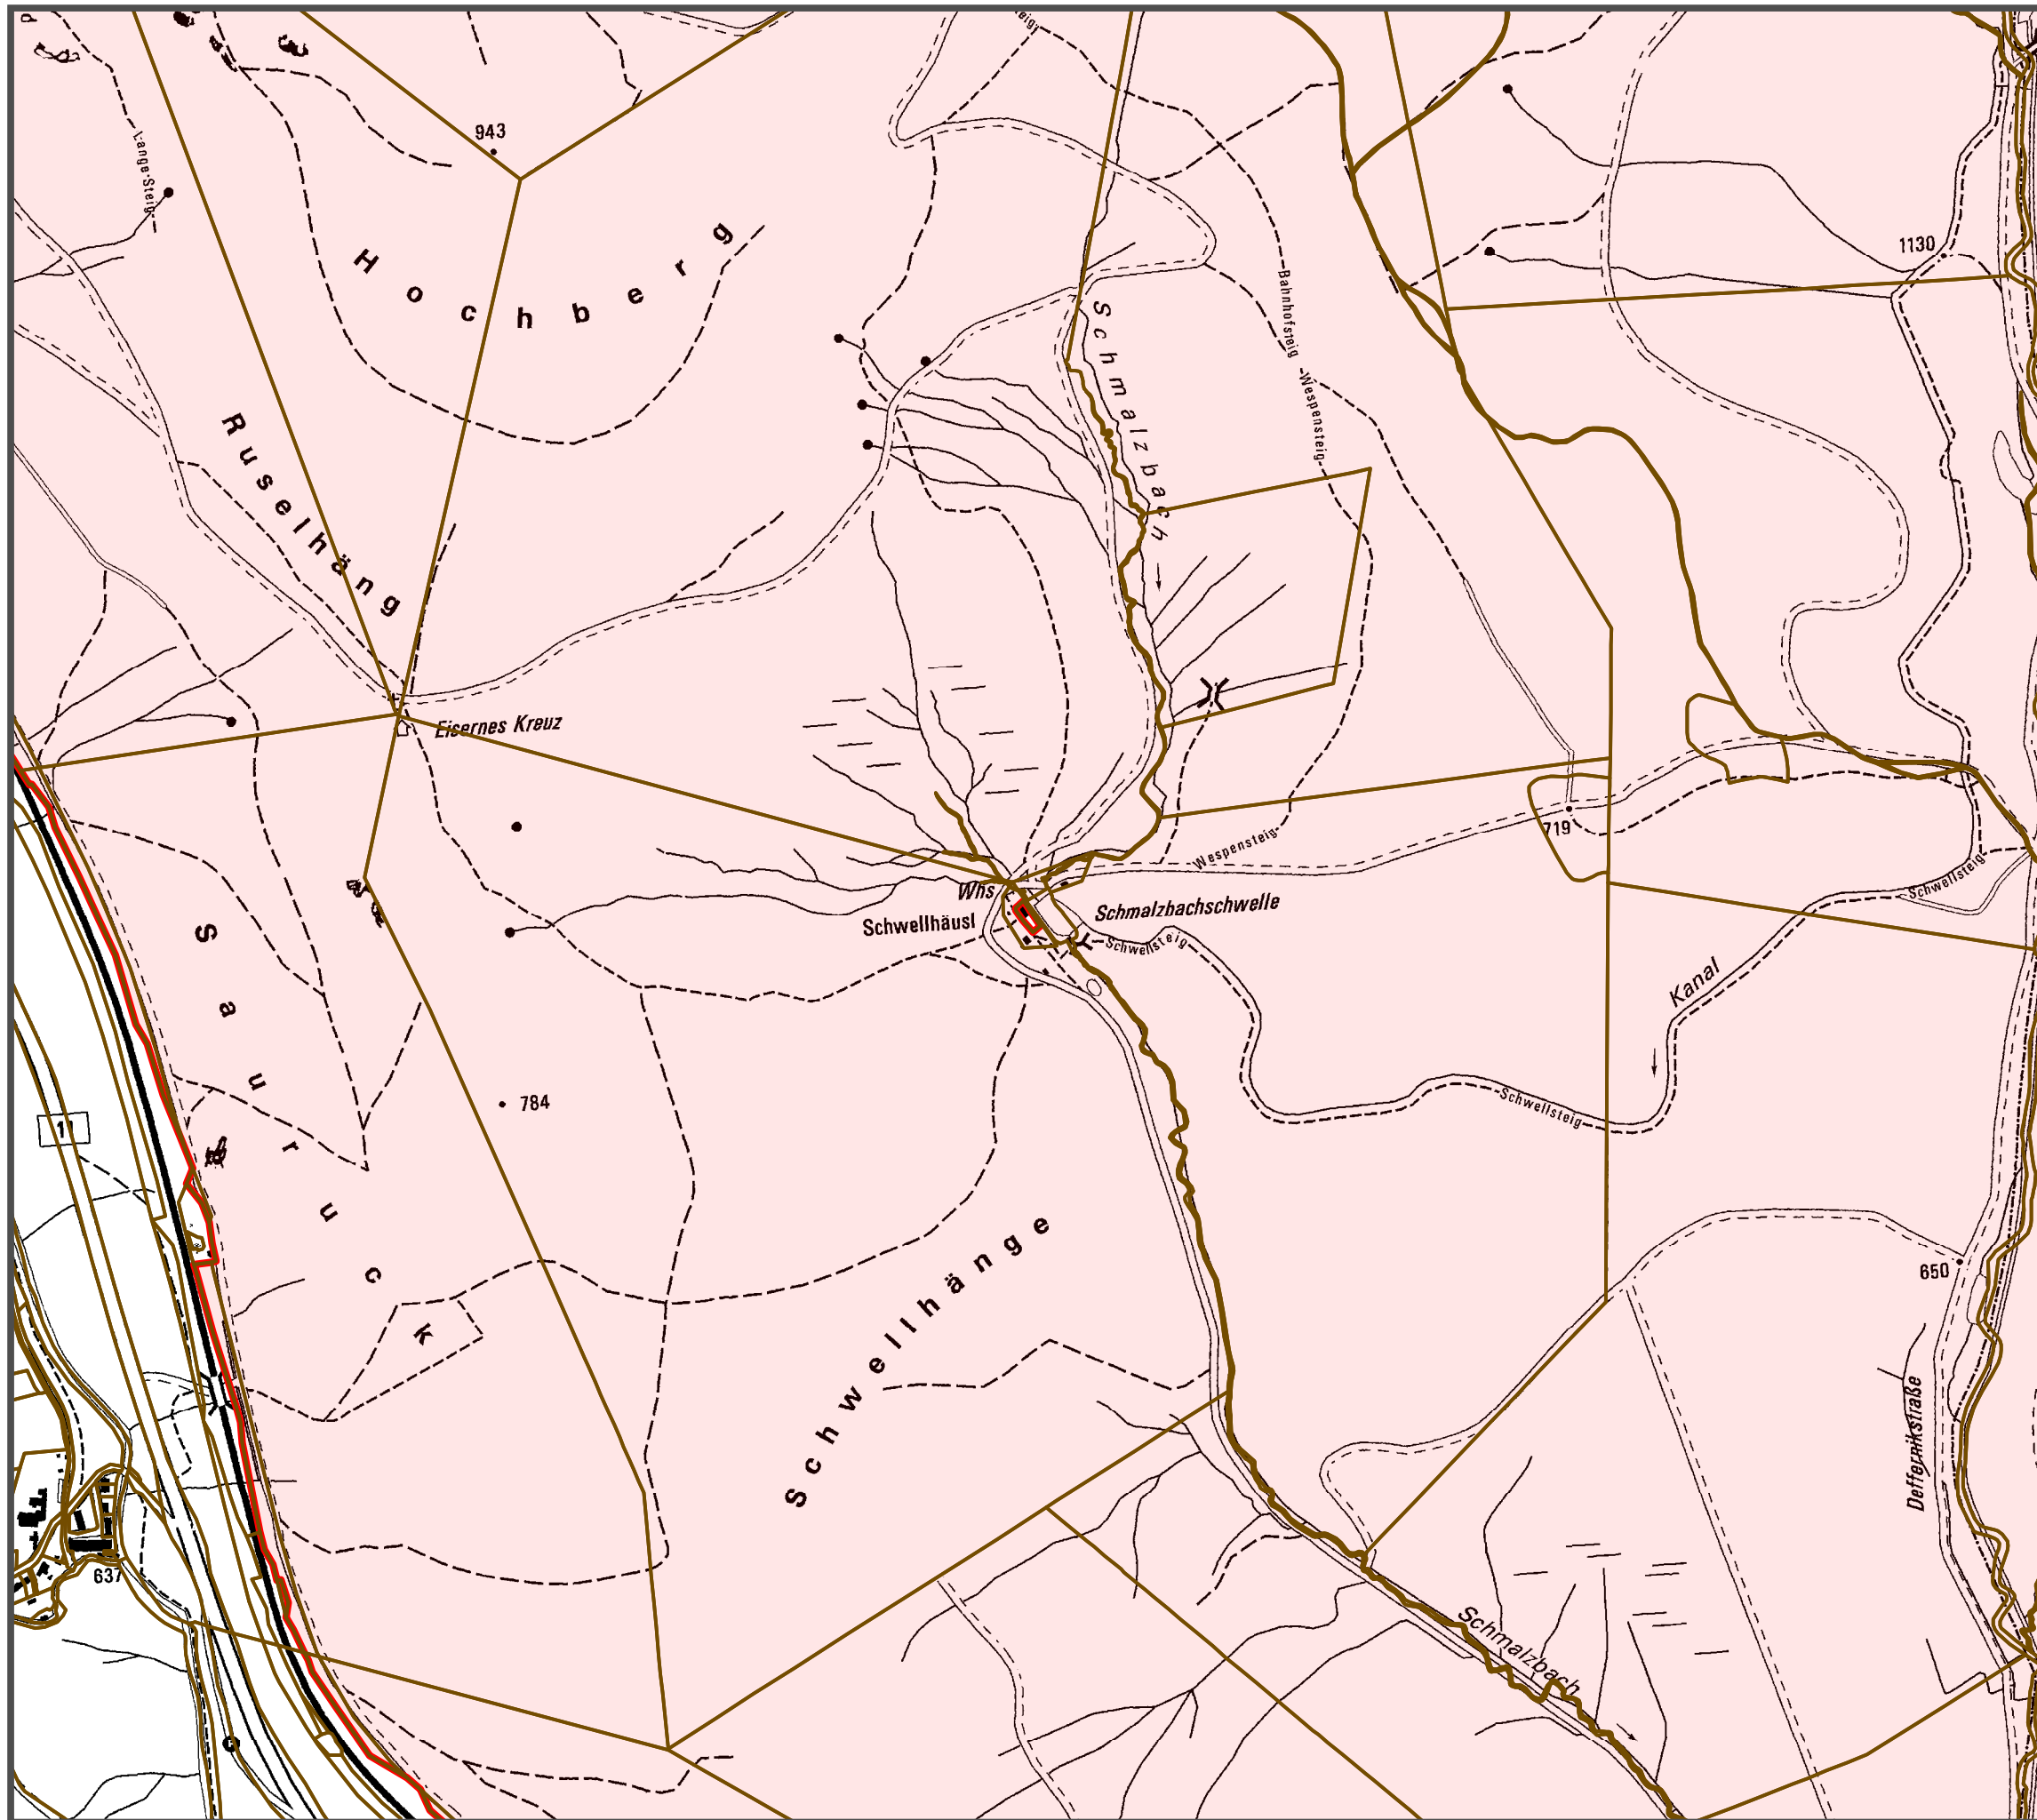 943
Lange-Steig
Hochberg
1130
Bahnhofsteig
Schmalzbach
Wespensteig
Ruselhäng
Eisernes Kreuz
719
Wespensteig
Whs
Schwellhäusl
Schmalzbachschwelle
Schwellsteig
Schwellsteig
Kanal
Sauruck
784
Schwellsteig
11
Schwellhänge
650
Deffernikstraße
637
Schmalzbach